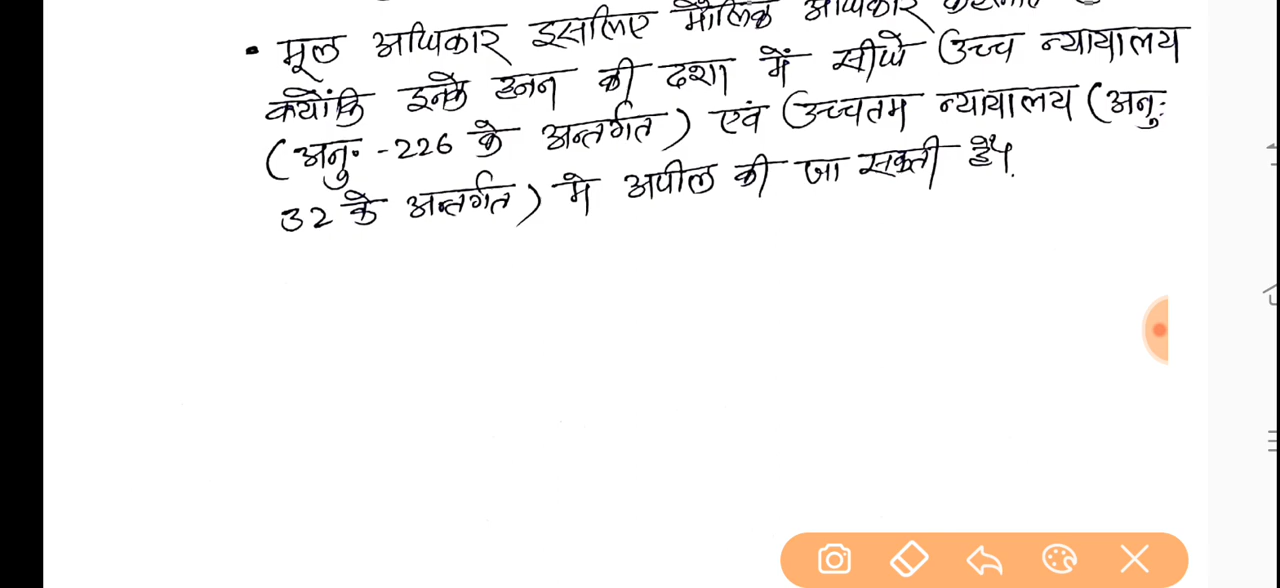 • मूल अधिकार इसलिए मौलिक अधिकार
क्योंकि इनके हनन की दशा में सीधे उच्च न्यायालय
(अनु॰ -226 के अन्तर्गत) एवं उच्चतम न्यायालय (अनुः
32 के अन्तर्गत) मे अपील की जा सकती है।